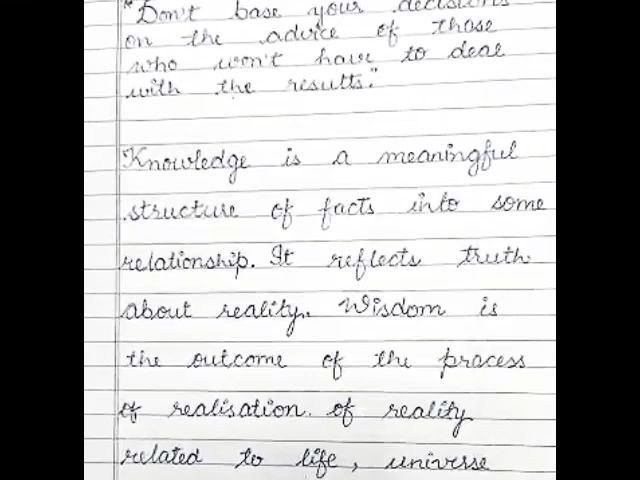 "Don't base your decisions
on the advice of those
who won't have to deal
with the results."
Knowledge is a meaningful
structure of facts into some
relationship. It reflects truth
about reality. Wisdom is
the outcome of the process
of realisation of reality
related to life, universe